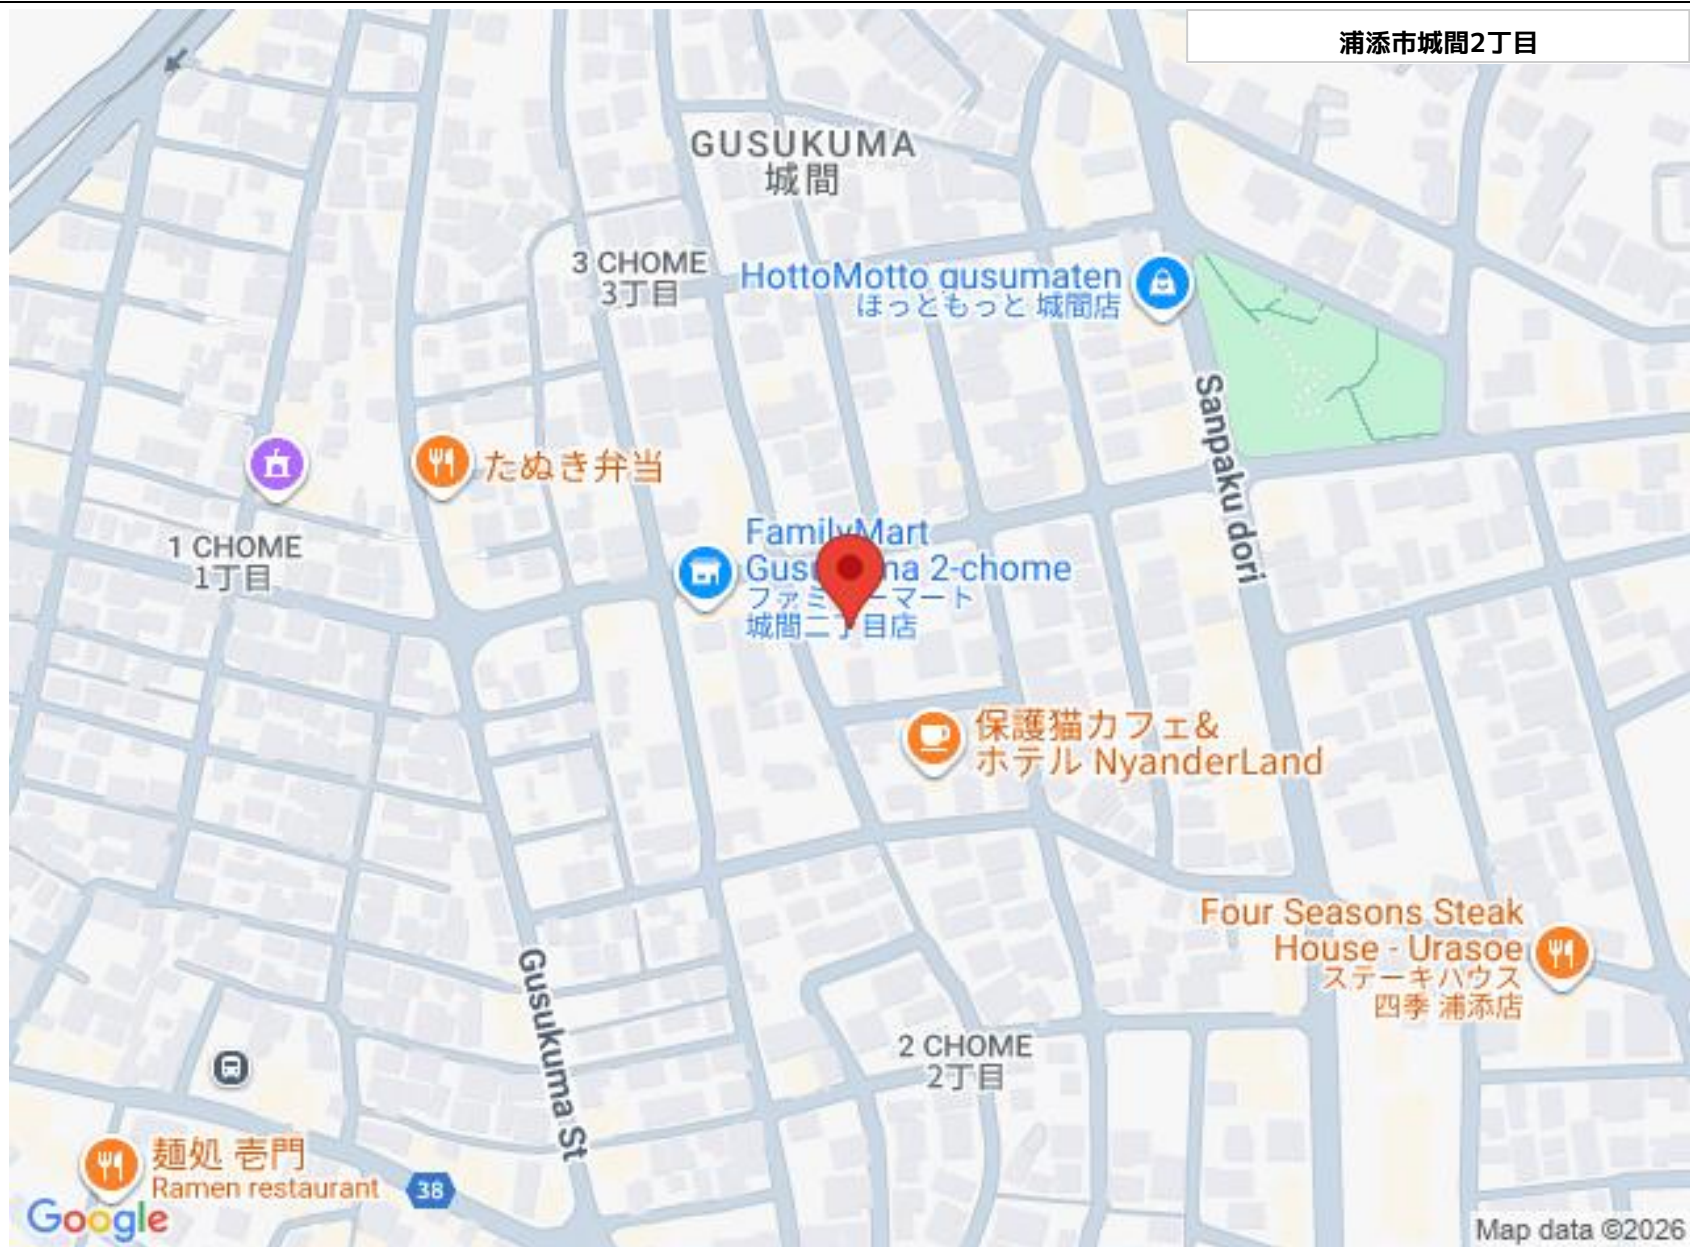 浦添市城間2丁目
GUSUKUMA
城間
3 CHOME
3丁目
HottoMotto gusumaten
ほっともっと 城間店
Sanpaku dori
たぬき弁当
1 CHOME
1丁目
FamilyMart
2-chome
城間二丁目店
保護猫カフェ&
ホテル NyanderLand
Four Seasons Steak
House - Urasoe
ステーキハウス
四季 浦添店
Gusukuma St
2 CHOME
2丁目
麺処 壱門
Ramen restaurant
38
Google
Map data ©2026